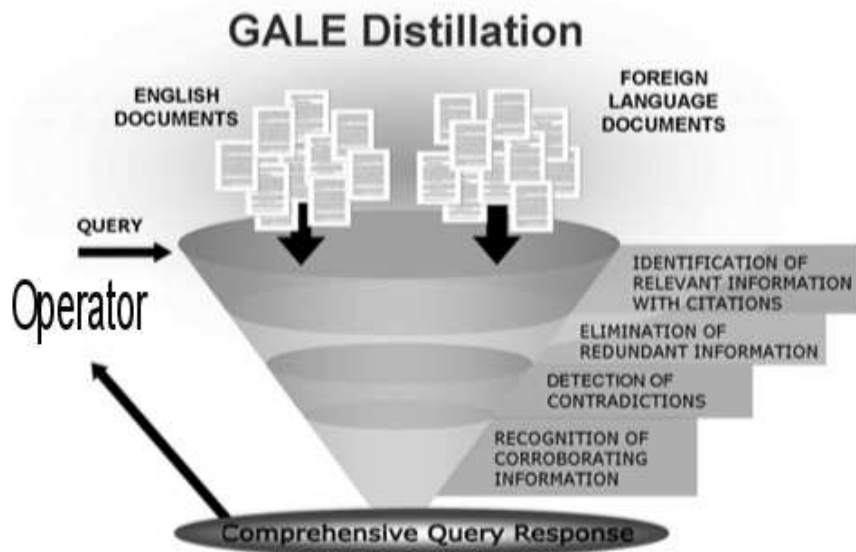 GALE Distillation
ENGLISH
DOCUMENTS
FOREIGN
LANGUAGE
DOCUMENTS
QUERY
Operator
IDENTIFICATION OF
RELEVANT INFORMATION
WITH CITATIONS
ELIMINATION OF
REDUNDANT INFORMATION
DETECTION OF
CONTRADICTIONS
RECOGNITION OF
CORROBORATING
INFORMATION
Comprehensive Query Response